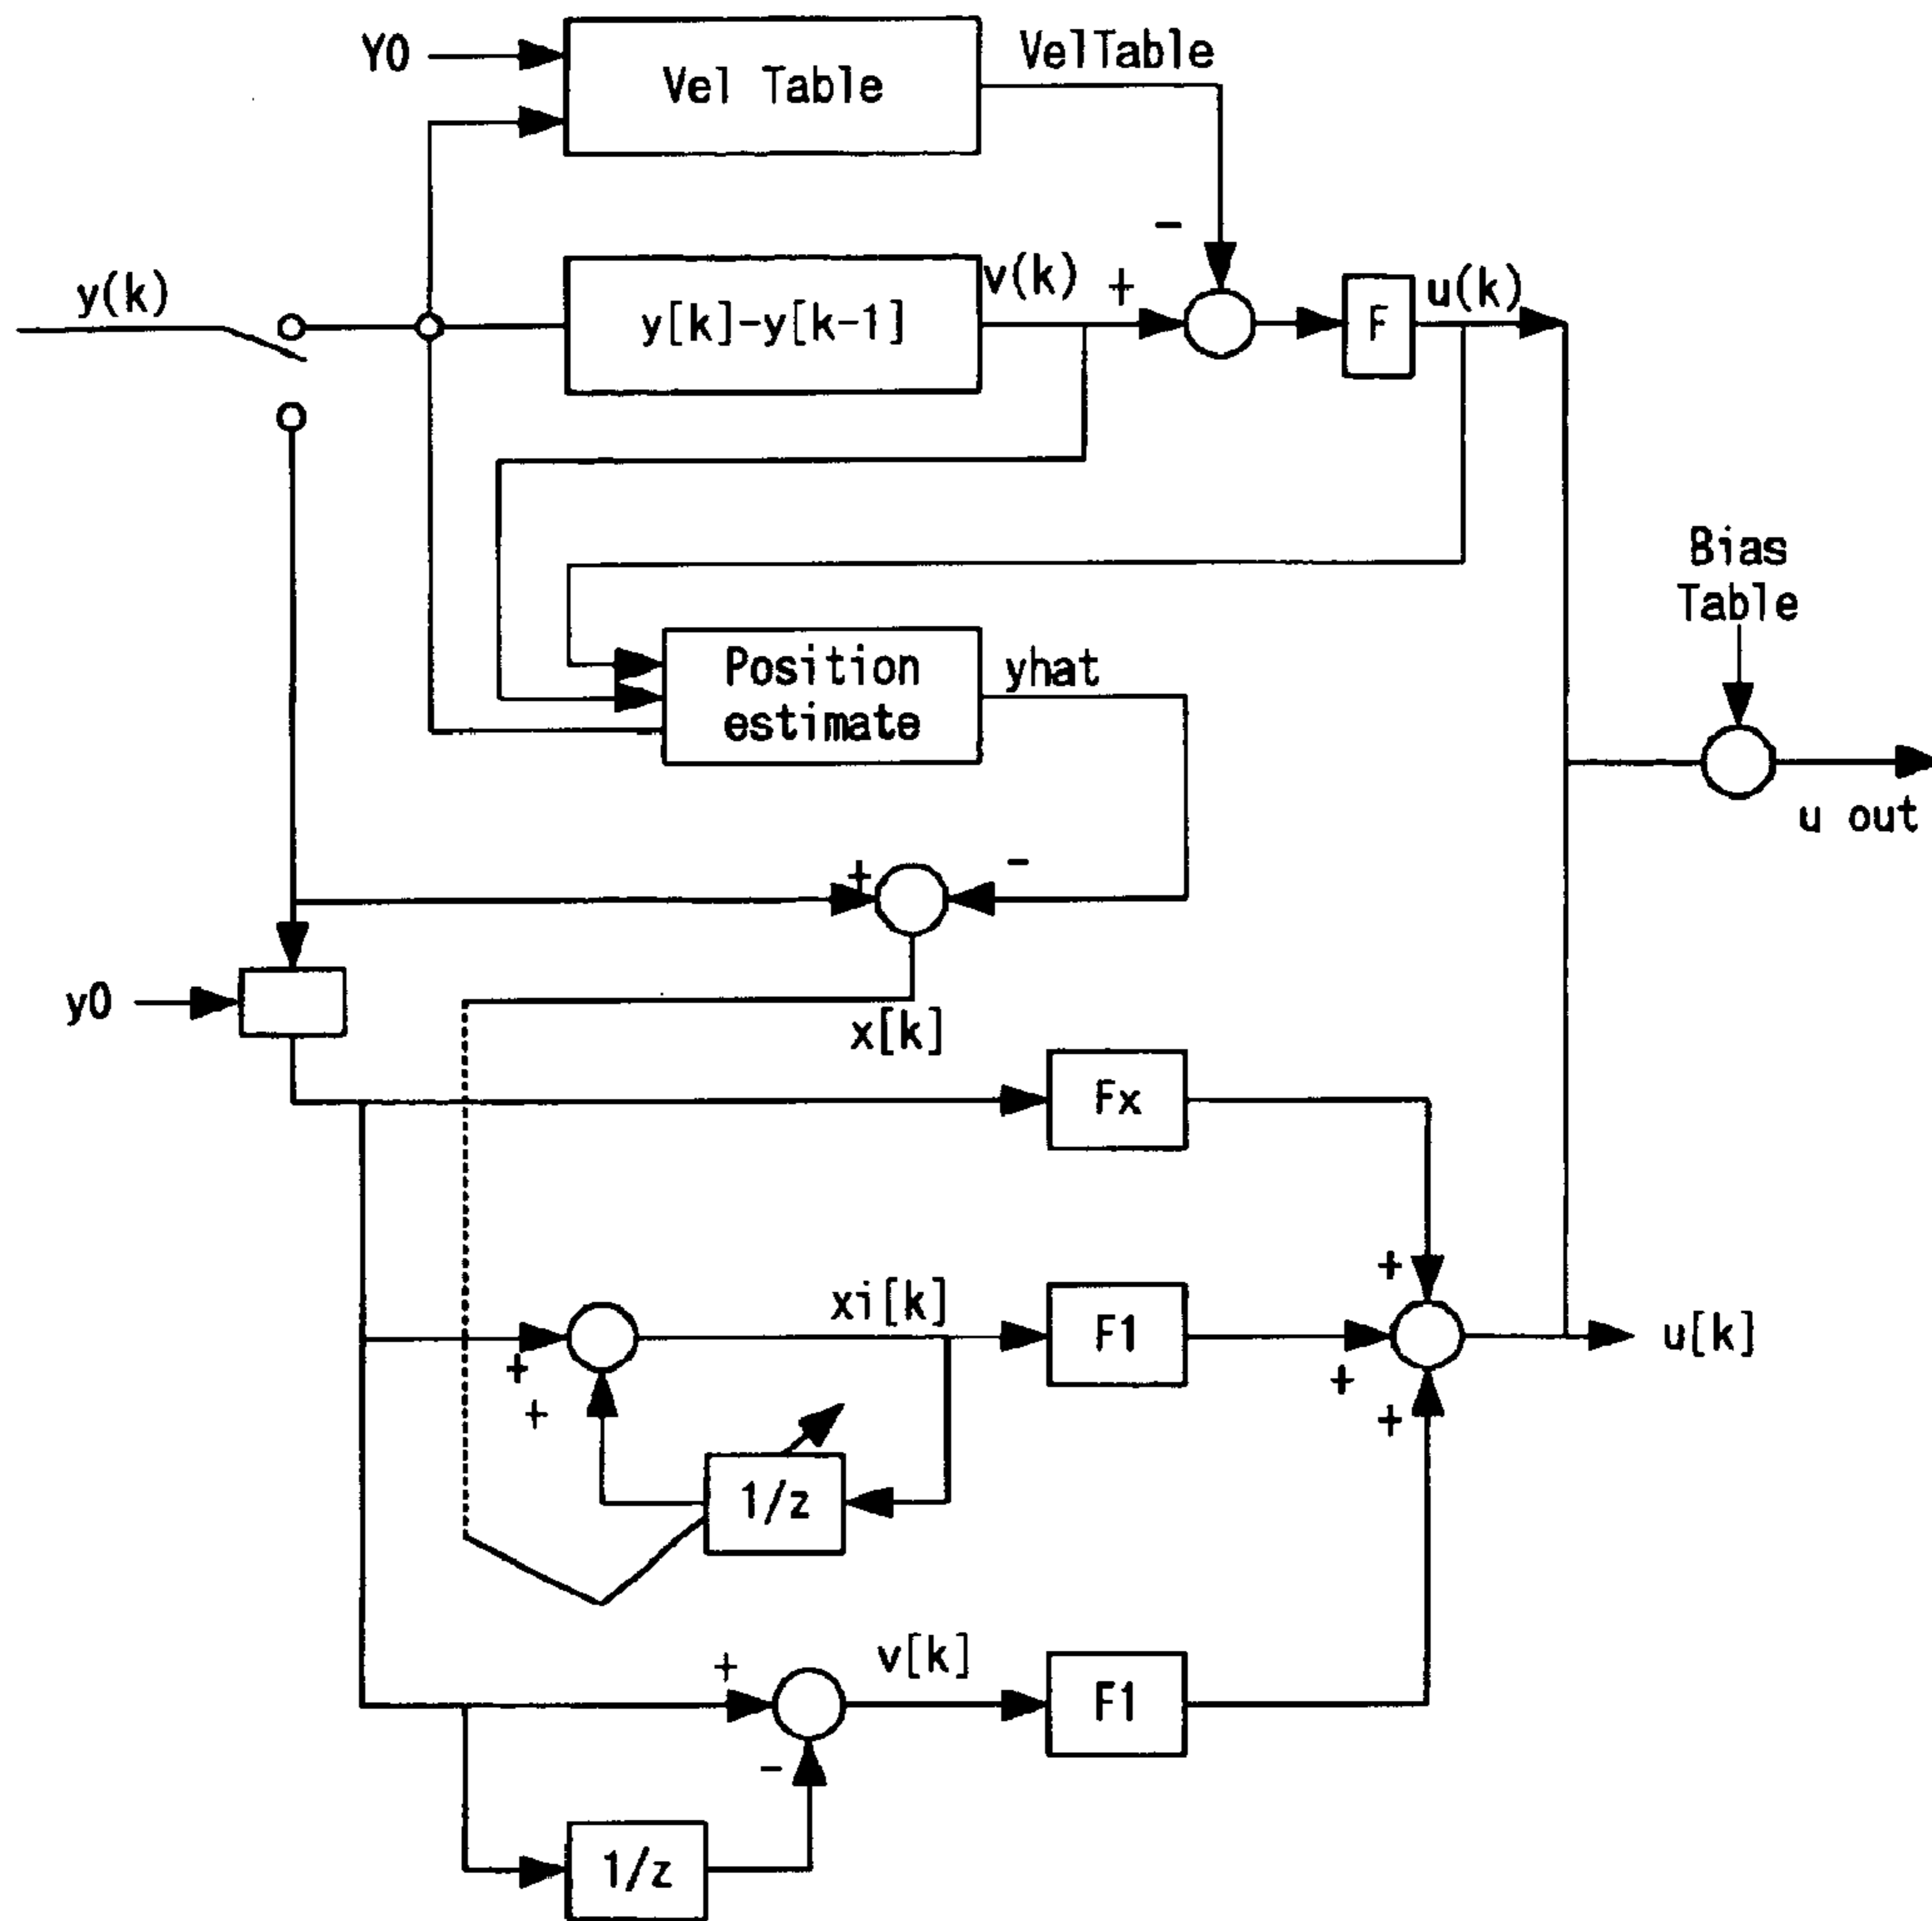 Y0
Vel Table
VelTable
-
y(k)
y[k]-y[k-1]
v(k)
+
F
u(k)
Bias
Table
Position
estimate
yhat
u out
+
-
y0
x[k]
Fx
+
xi[k]
F1
u[k]
+
+
+
+
1/z
v[k]
+
F1
-
1/z